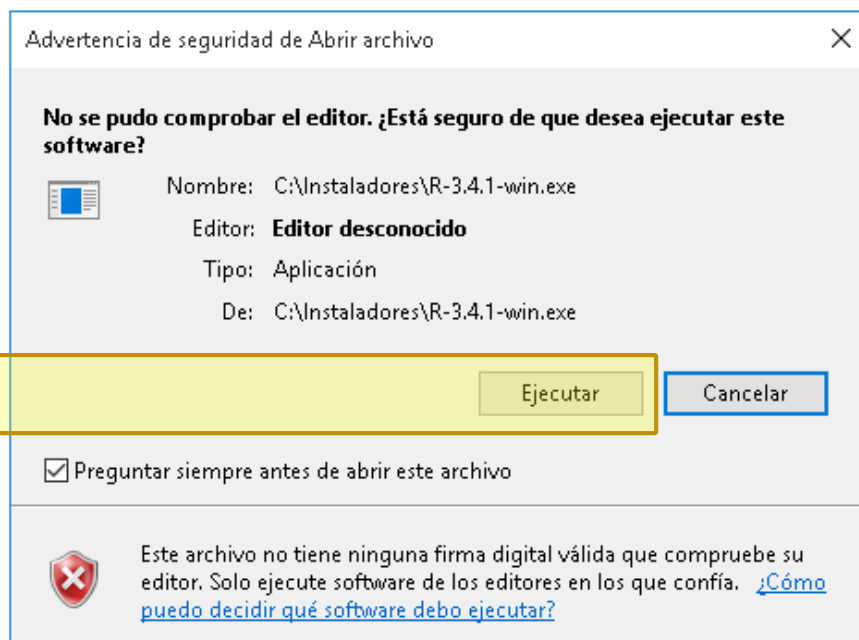 Advertencia de seguridad de Abrir archivo
No se pudo comprobar el editor. ¿Está seguro de que desea ejecutar este
software?
Nombre: C:\Instaladores\R-3.4.1-win.exe
Editor: Editor desconocido
Tipo: Aplicación
De: C:\Instaladores\R-3.4.1-win.exe
Ejecutar Cancelar
Preguntar siempre antes de abrir este archivo
Este archivo no tiene ninguna firma digital válida que compruebe su
editor. Solo ejecute software de los editores en los que confía. ¿Cómo
puedo decidir qué software debo ejecutar?